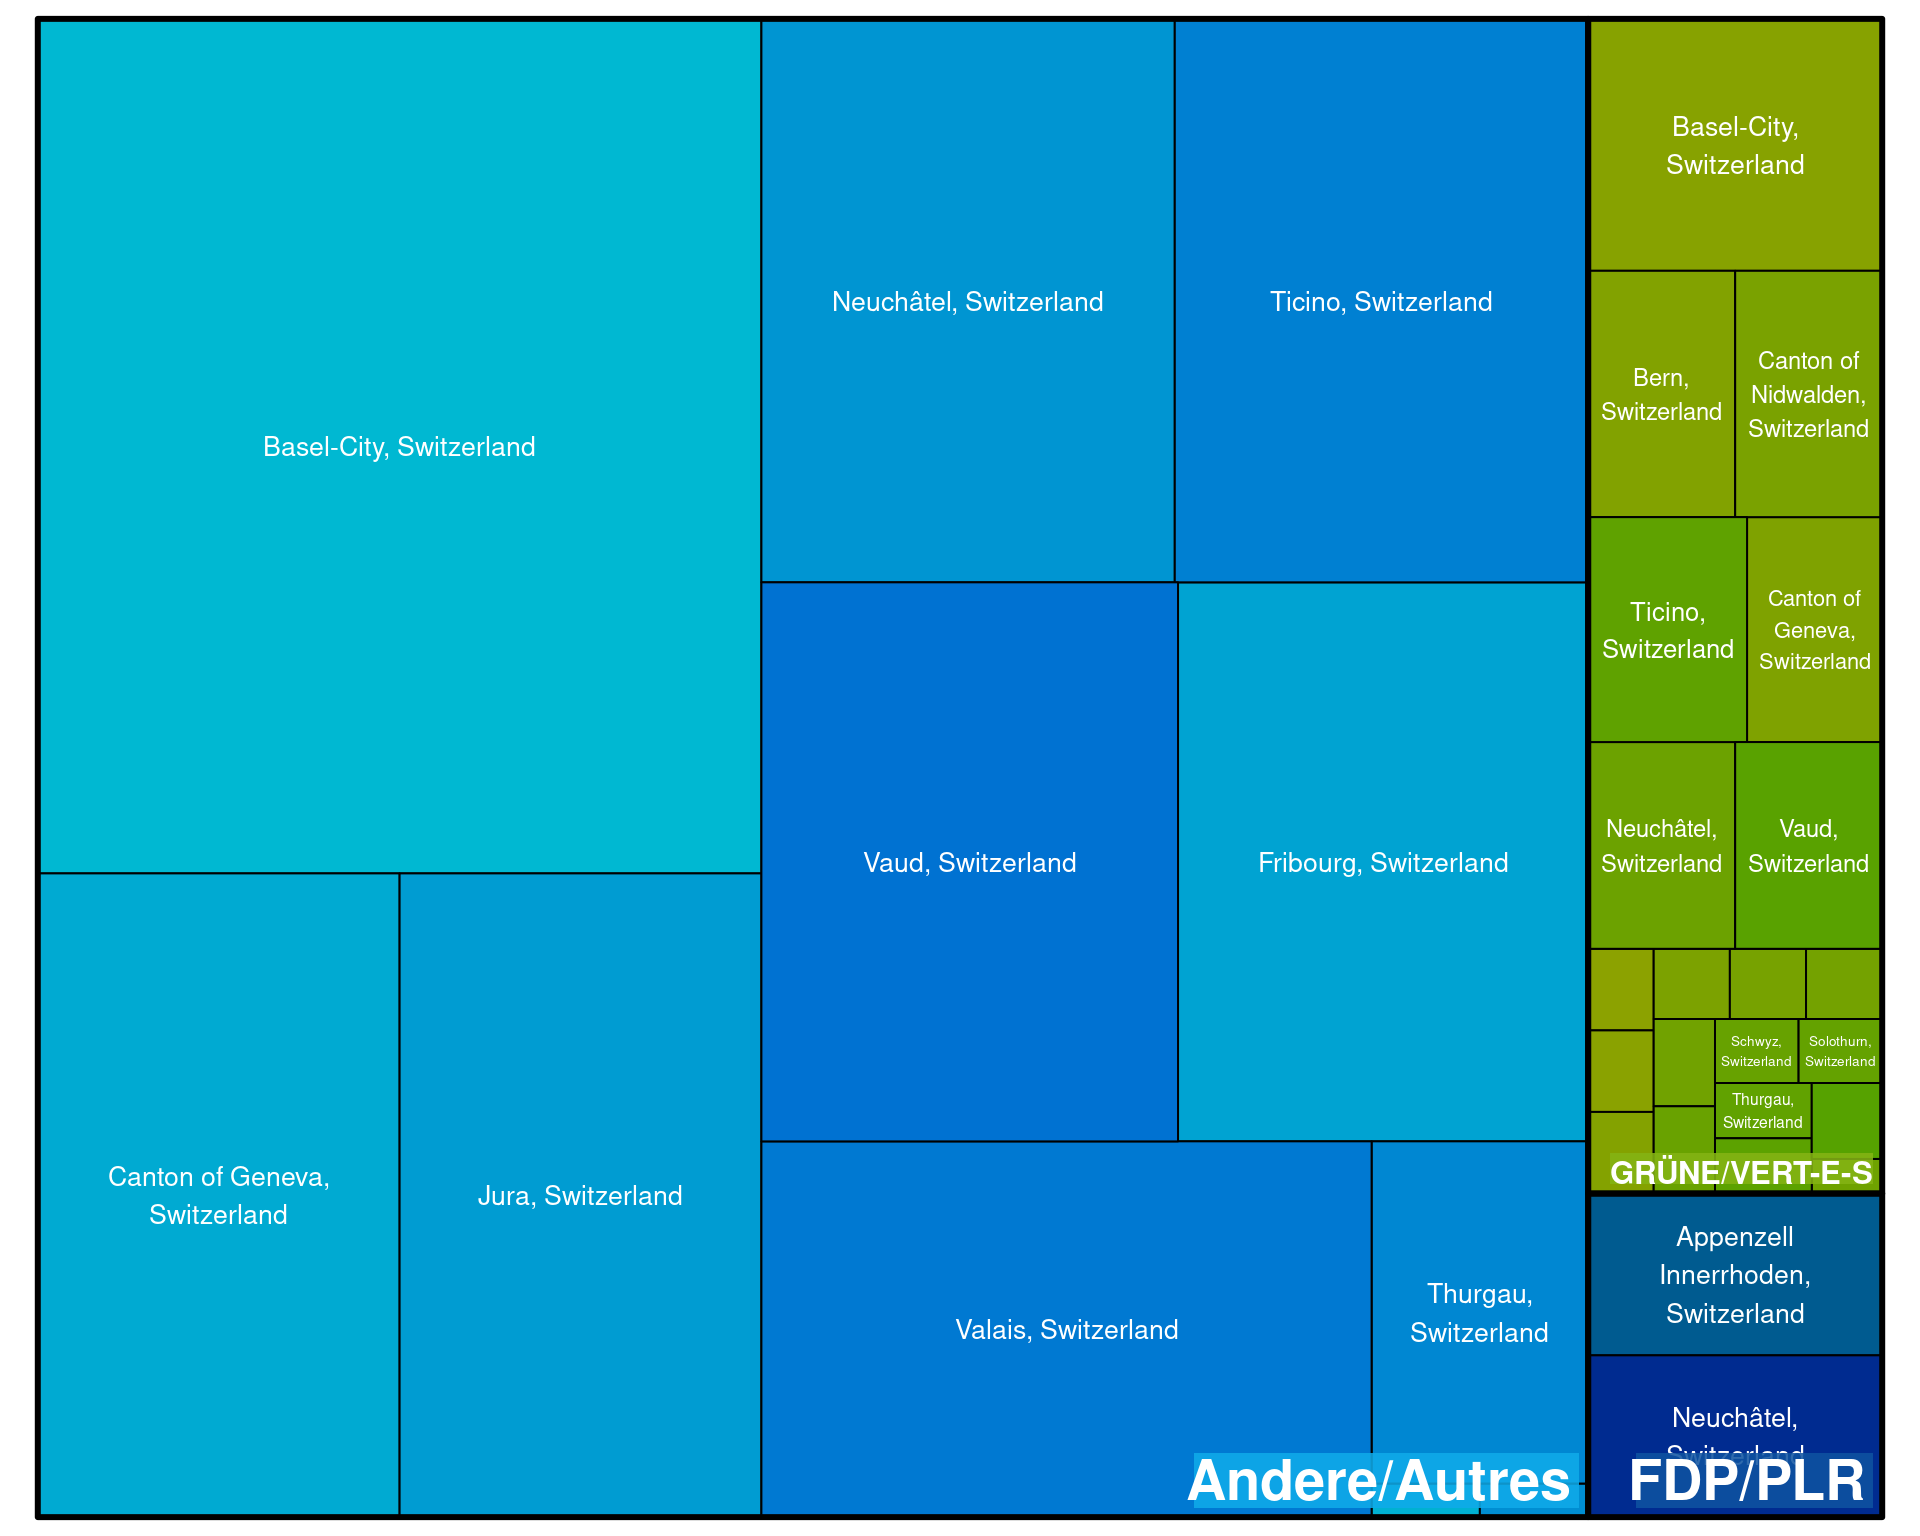 Basel-City, Switzerland
Neuchâtel, Switzerland
Ticino, Switzerland
Vaud, Switzerland
Fribourg, Switzerland
Canton of Geneva,
Switzerland
Jura, Switzerland
Valais, Switzerland
Thurgau,
Switzerland
Andere/Autres
Basel-City,
Switzerland
Bern,
Switzerland
Canton of
Nidwalden,
Switzerland
Ticino,
Switzerland
Canton of
Geneva,
Switzerland
Neuchâtel,
Switzerland
Vaud,
Switzerland
Schwyz,
Switzerland
Solothurn,
Switzerland
Thurgau,
Switzerland
GRÜNE/VERT-E-S
Appenzell
Innerrhoden,
Switzerland
Neuchâtel,
Switzerland
FDP/PLR